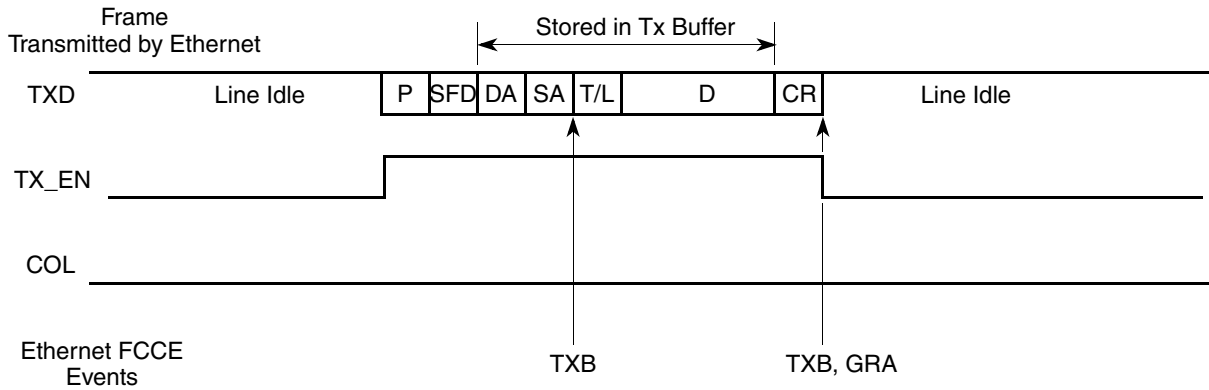 Frame
Transmitted by Ethernet
Stored in Tx Buffer
TXD
Line Idle
P
SFD
DA
SA
T/L
D
CR
Line Idle
TX_EN
COL
Ethernet FCCE
Events
TXB
TXB, GRA